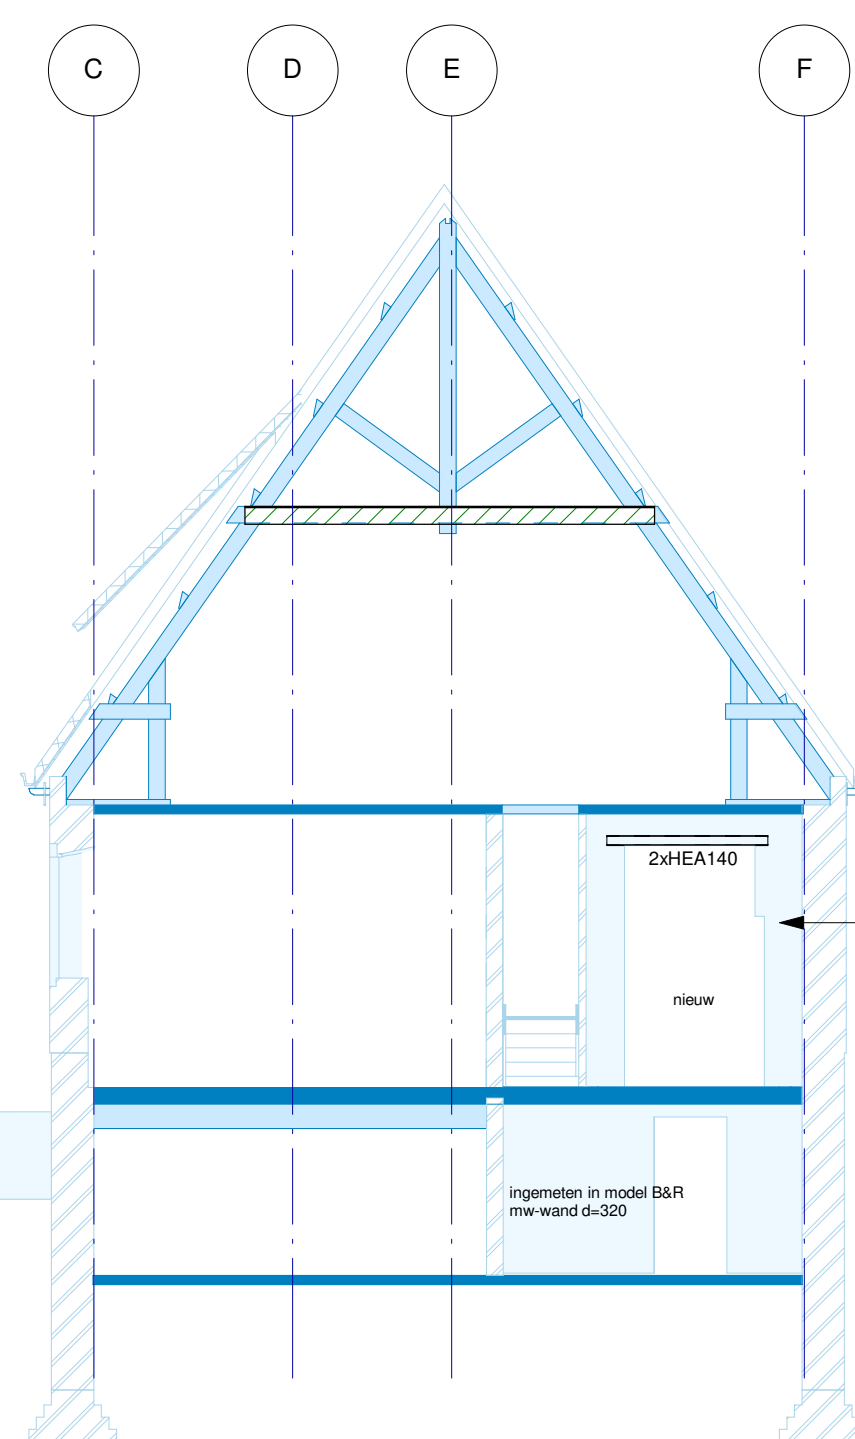 C
D
E
F
2xHEA140
nieuw
ingemeten in model B&R
mw-wand d=320